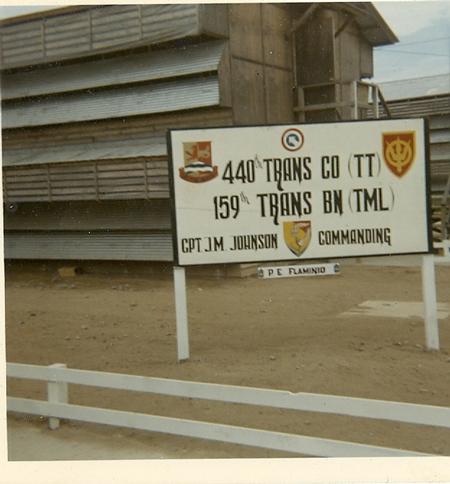 440th TRANS CO (TT)
159th TRANS BN (TML)
CPT. J.M. JOHNSON COMMANDING
P.E. FLAMINIO